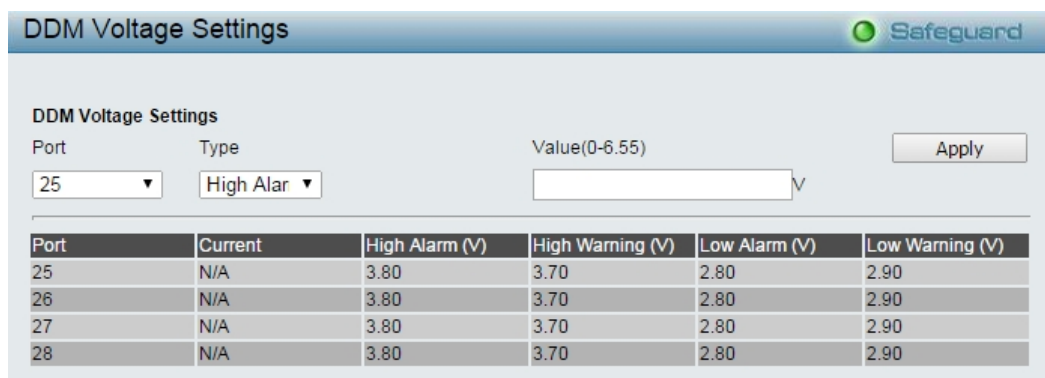 DDM Voltage Settings
Safeguard
DDM Voltage Settings
Port Type Value(0-6.55) Apply
25 High Alar V
Port Current High Alarm (V) High Warning (V) Low Alarm (V) Low Warning (V)
25 N/A 3.80 3.70 2.80 2.90
26 N/A 3.80 3.70 2.80 2.90
27 N/A 3.80 3.70 2.80 2.90
28 N/A 3.80 3.70 2.80 2.90